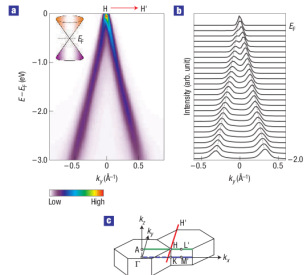 a
H → H'
b
E_F
0
-1.0
-2.0
-3.0
E – E_F (eV)
E_F
-0.5 0 0.5
k_y (Å⁻¹)
Low High
Intensity (arb. unit)
-2.0
-0.5 0 0.5
k_y (Å⁻¹)
c
k_z
H'
k_y
A H L'
Γ K M' k_x